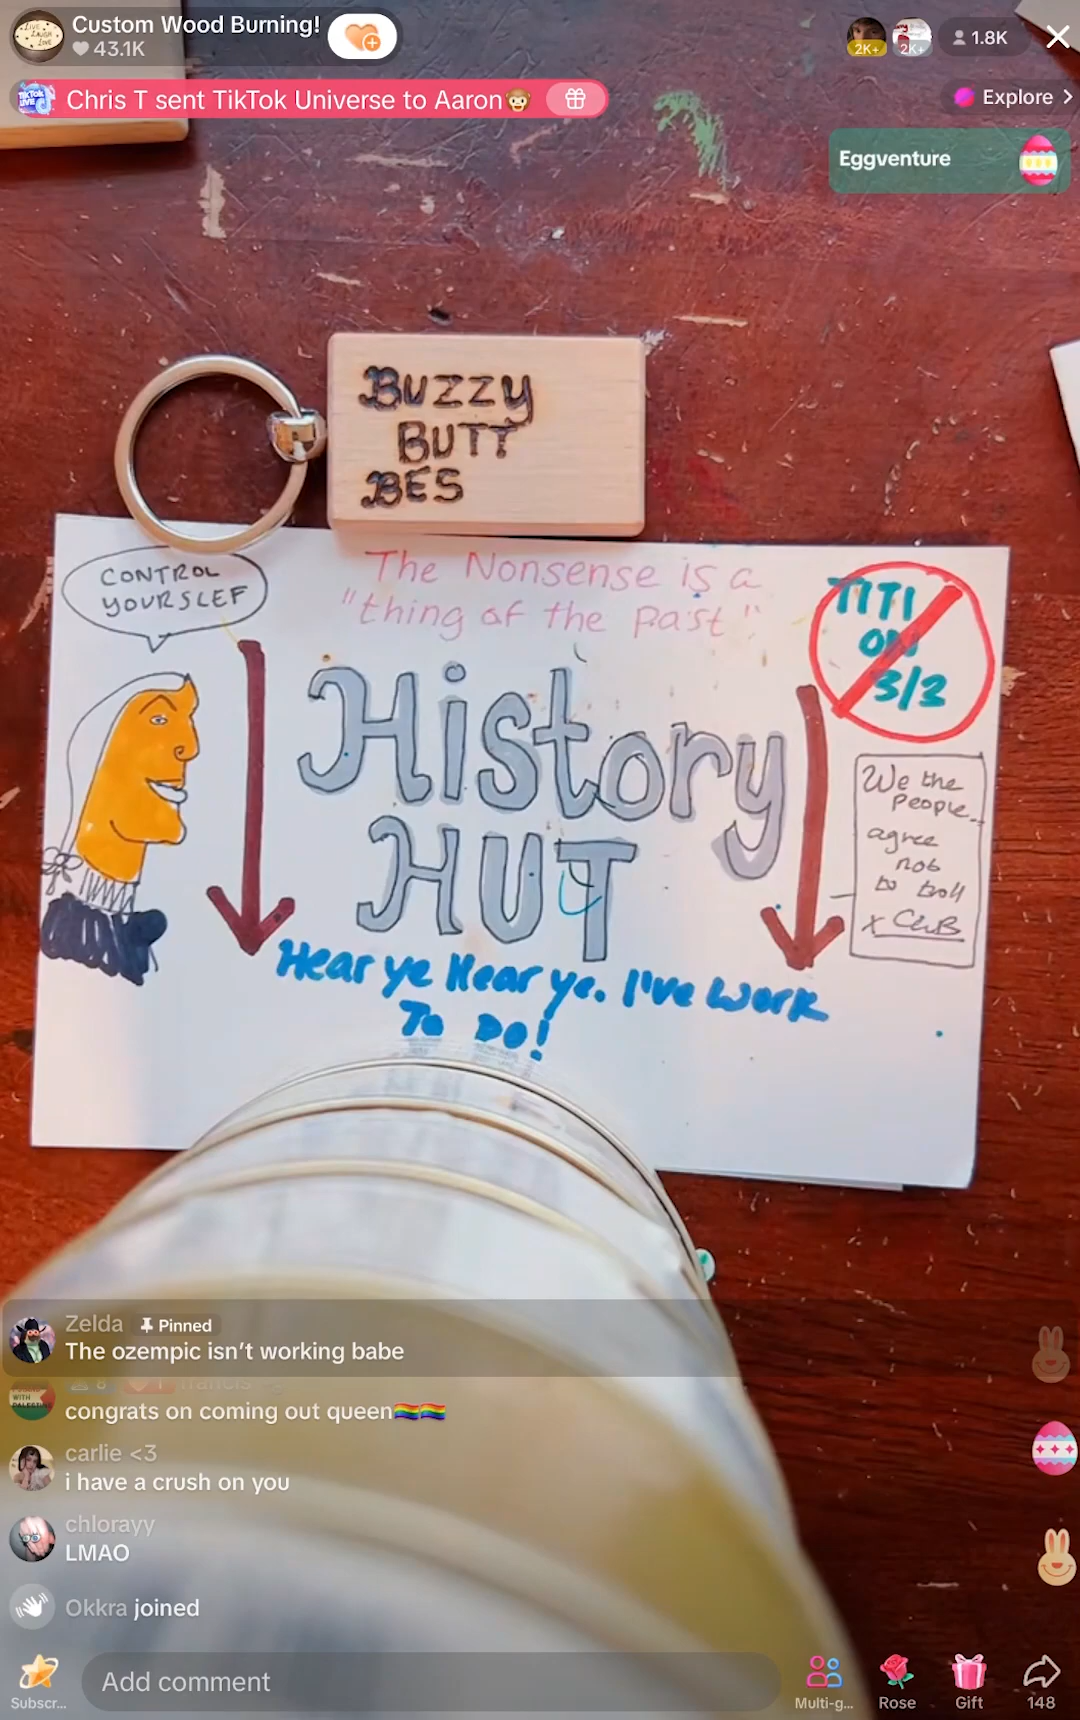 Custom Wood Burning!
43.1K
2K+
2K+
1.8K
Chris T sent TikTok Universe to Aaron🐵
Explore >
Eggventure
BUZZY
BUTT
BES
CONTROL
YOURSLEF
The Nonsense is a
"thing of the Past".
TITI
ON
3/3
History
HUT
We the
People..
agree
not
to troll
x CluB
Hear ye Hear ye. I've work
To Do!
Zelda Pinned
The ozempic isn't working babe
francis
congrats on coming out queen🏳️‍🌈🏳️‍🌈
carlie <3
i have a crush on you
chlorayy
LMAO
Okkra joined
Subscr...
Add comment
Multi-g...
Rose
Gift
148